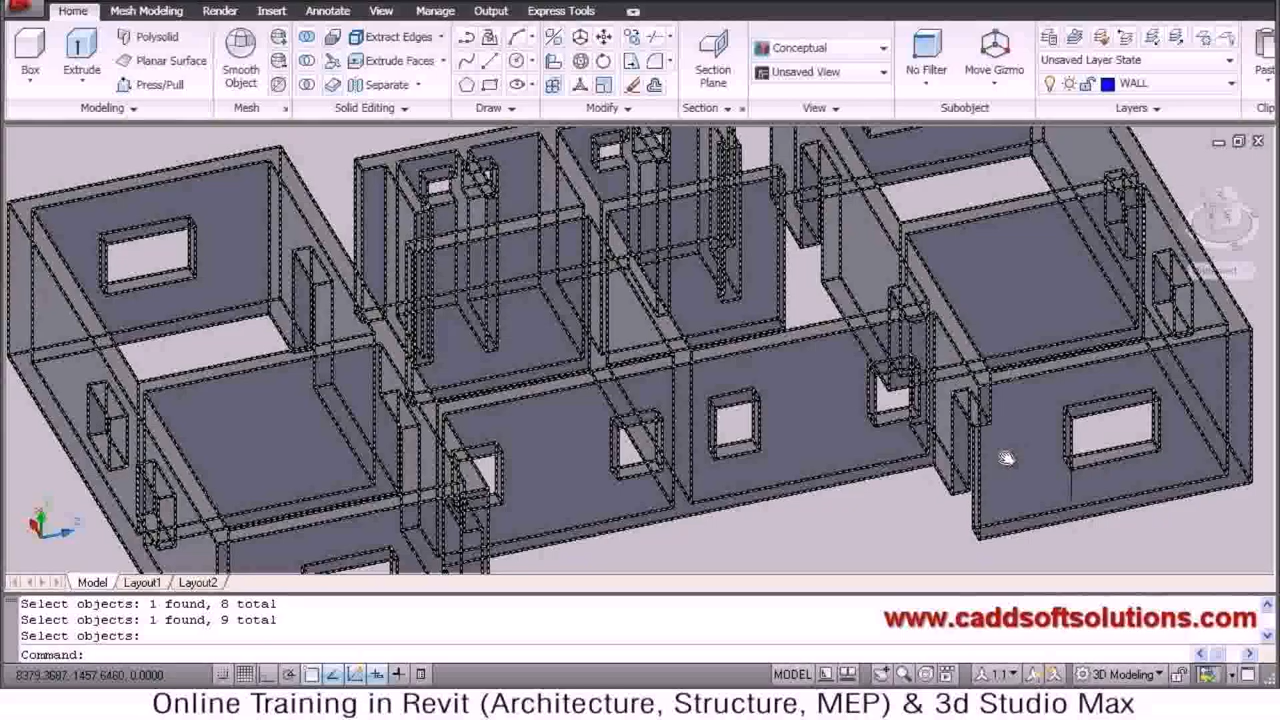 Home Mesh Modeling Render Insert Annotate View Manage Output Express Tools
Box Extrude Polysolid Planar Surface Press/Pull Smooth Object Extract Edges Extrude Faces Separate Section Plane Conceptual Unsaved View No Filter Move Gizmo Unsaved Layer State WALL
Modeling Mesh Solid Editing Draw Modify Section View Subobject Layers
Model Layout1 Layout2
Select objects: 1 found, 8 total
Select objects: 1 found, 9 total
Select objects:
Command:
www.caddsoftsolutions.com
8379.3687, 1457.6460, 0.0000 MODEL 1:1 3D Modeling
Online Training in Revit (Architecture, Structure, MEP) & 3d Studio Max